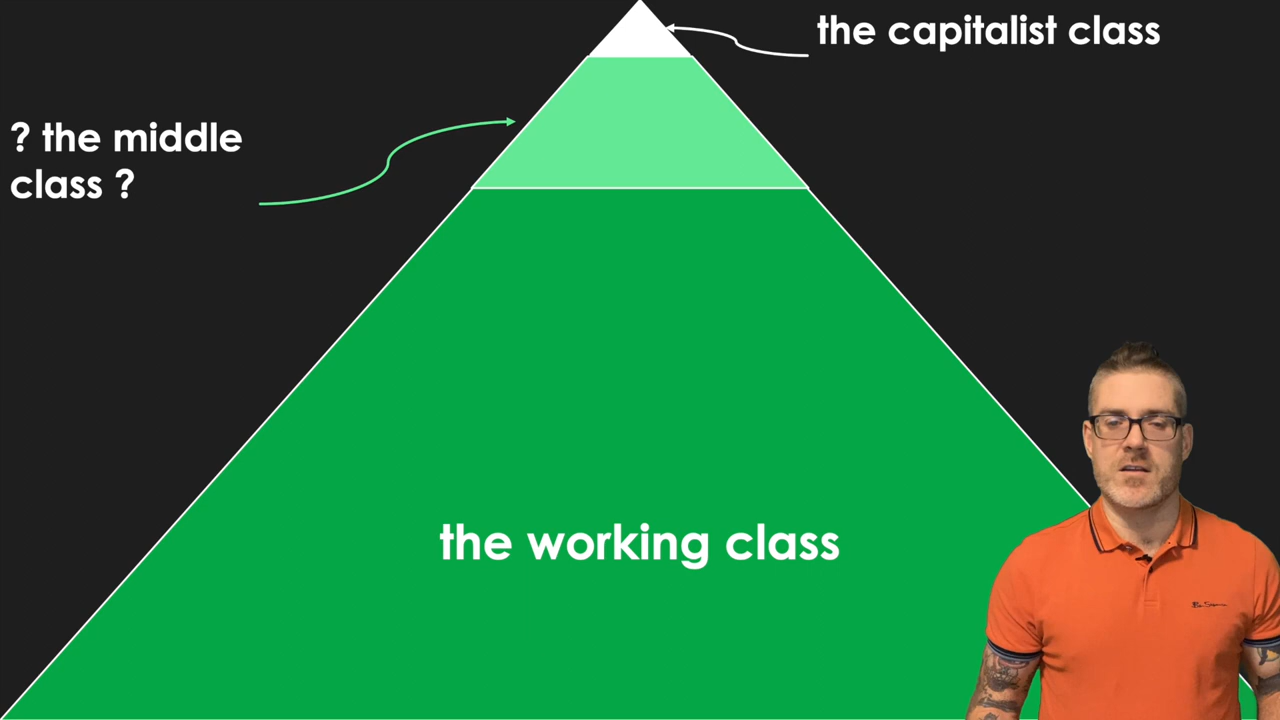 the capitalist class
? the middle
class ?
the working class